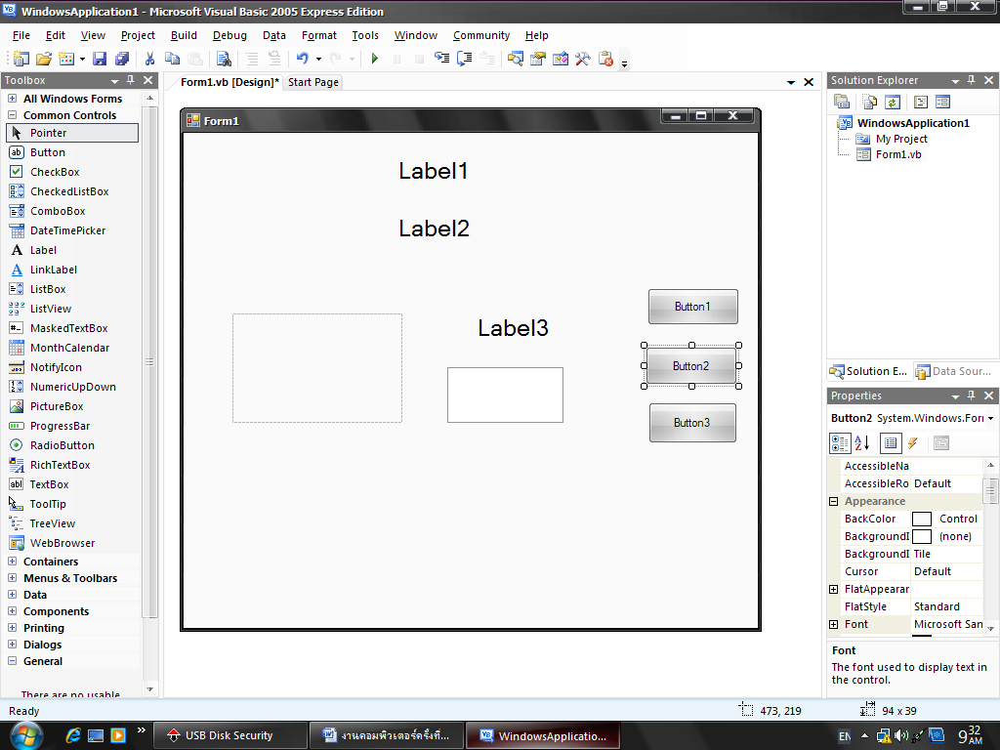 WindowsApplication1 - Microsoft Visual Basic 2005 Express Edition
File Edit View Project Build Debug Data Format Tools Window Community Help
Toolbox
All Windows Forms
Common Controls
Pointer
Button
CheckBox
CheckedListBox
ComboBox
DateTimePicker
Label
LinkLabel
ListBox
ListView
MaskedTextBox
MonthCalendar
NotifyIcon
NumericUpDown
PictureBox
ProgressBar
RadioButton
RichTextBox
TextBox
ToolTip
TreeView
WebBrowser
Containers
Menus & Toolbars
Data
Components
Printing
Dialogs
General
There are no usable
Form1.vb [Design]* Start Page
Form1
Label1
Label2
Label3
Button1
Button2
Button3
Solution Explorer
WindowsApplication1
My Project
Form1.vb
Solution E... Data Sour...
Properties
Button2 System.Windows.Forr
AccessibleNa
AccessibleRo Default
Appearance
BackColor Control
BackgroundI (none)
BackgroundI Tile
Cursor Default
FlatAppearar
FlatStyle Standard
Font Microsoft San
Font
The font used to display text in
the control.
Ready 473, 219 94 x 39
USB Disk Security งานคอมพิวเตอร์ครั้งที่... WindowsApplicatio... EN 9 32 AM